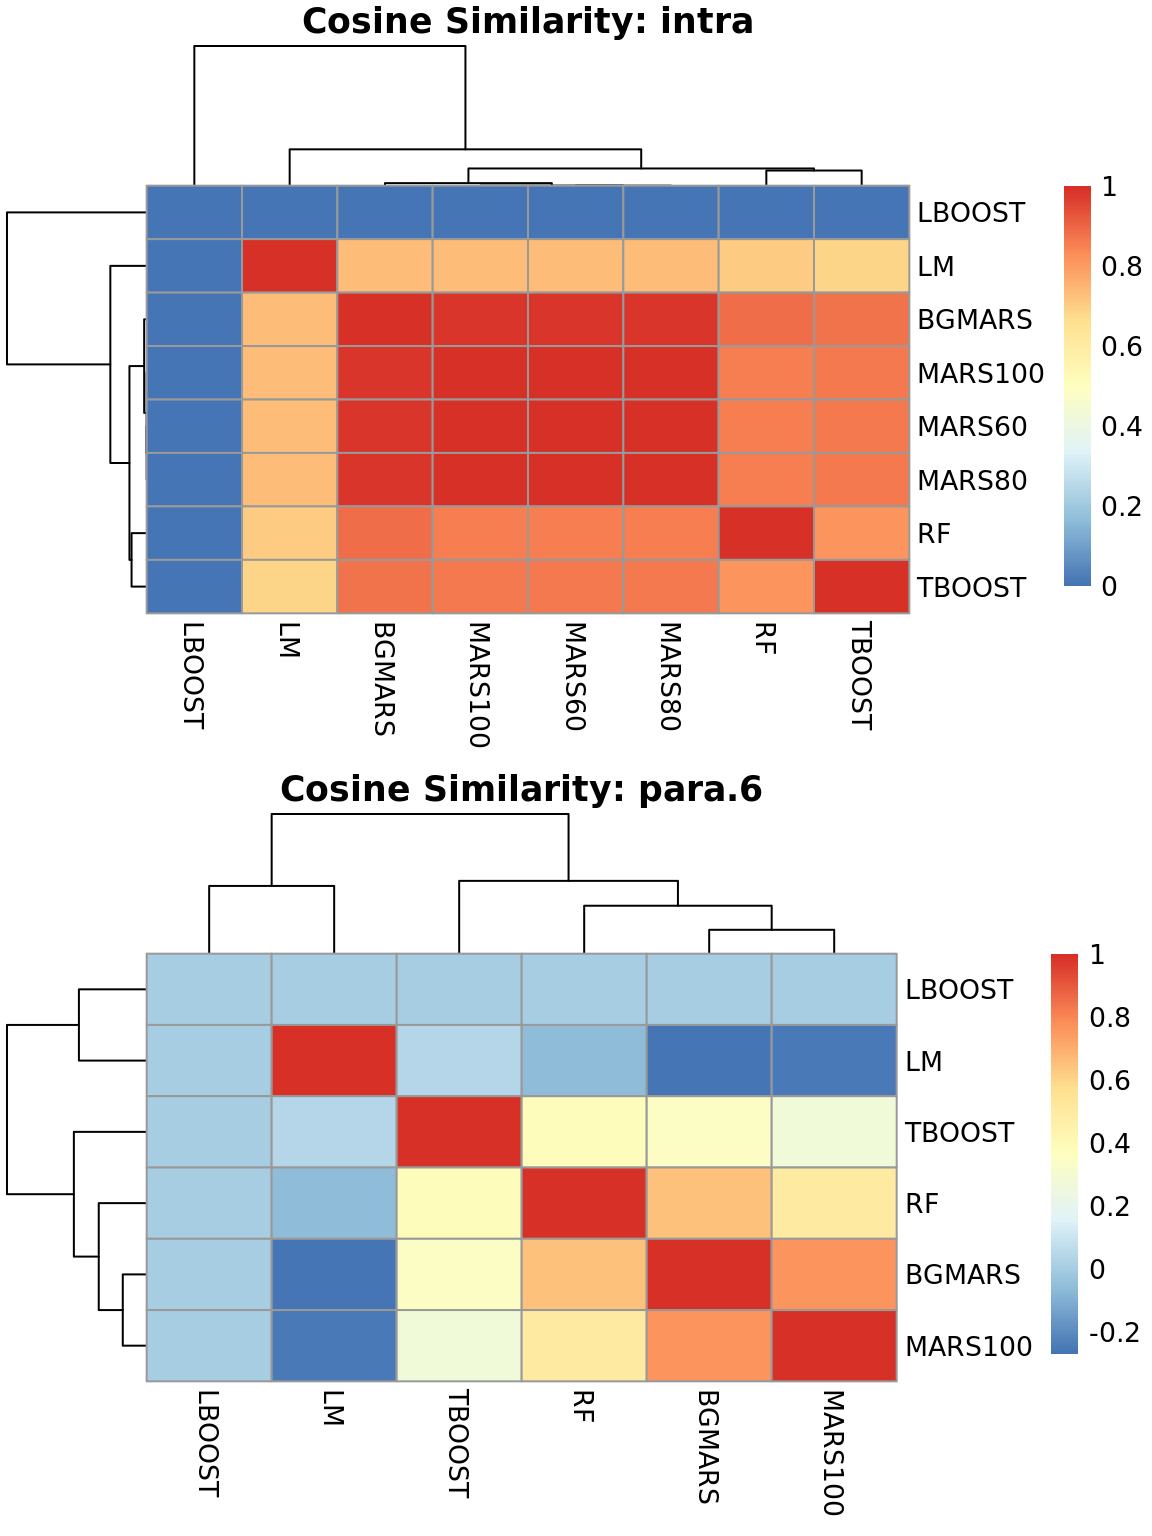 Cosine Similarity: intra
LBOOST
LM
BGMARS
MARS100
MARS60
MARS80
RF
TBOOST
1
0.8
0.6
0.4
0.2
0
LBOOST
LM
BGMARS
MARS100
MARS60
MARS80
RF
TBOOST
Cosine Similarity: para.6
LBOOST
LM
TBOOST
RF
BGMARS
MARS100
1
0.8
0.6
0.4
0.2
0
-0.2
LBOOST
LM
TBOOST
RF
BGMARS
MARS100